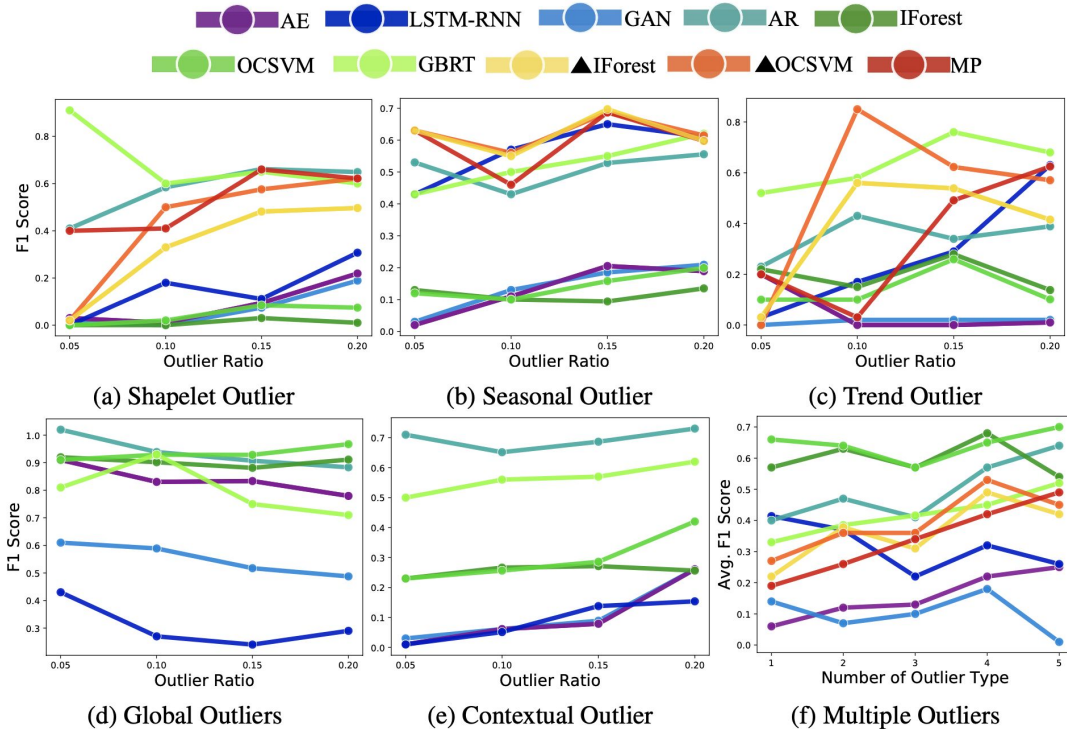 AE LSTM-RNN GAN AR IForest
OCSVM GBRT ▲IForest ▲OCSVM MP
F1 Score
0.8
0.6
0.4
0.2
0.0
0.05 0.10 0.15 0.20
Outlier Ratio
(a) Shapelet Outlier
0.7
0.6
0.5
0.4
0.3
0.2
0.1
0.0
0.05 0.10 0.15 0.20
Outlier Ratio
(b) Seasonal Outlier
0.8
0.6
0.4
0.2
0.0
0.05 0.10 0.15 0.20
Outlier Ratio
(c) Trend Outlier
F1 Score
1.0
0.9
0.8
0.7
0.6
0.5
0.4
0.3
0.05 0.10 0.15 0.20
Outlier Ratio
(d) Global Outliers
0.7
0.6
0.5
0.4
0.3
0.2
0.1
0.0
0.05 0.10 0.15 0.20
Outlier Ratio
(e) Contextual Outlier
Avg. F1 Score
0.7
0.6
0.5
0.4
0.3
0.2
0.1
0.0
1 2 3 4 5
Number of Outlier Type
(f) Multiple Outliers